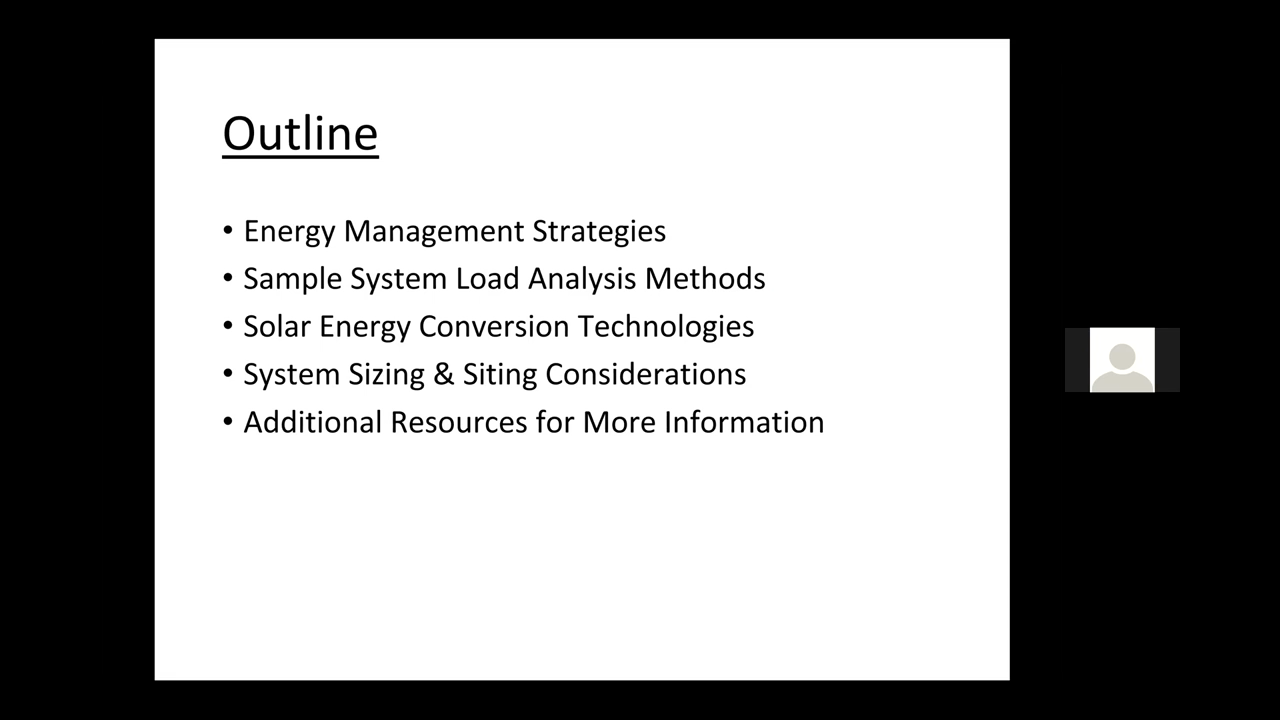 Outline
• Energy Management Strategies
• Sample System Load Analysis Methods
• Solar Energy Conversion Technologies
• System Sizing & Siting Considerations
• Additional Resources for More Information